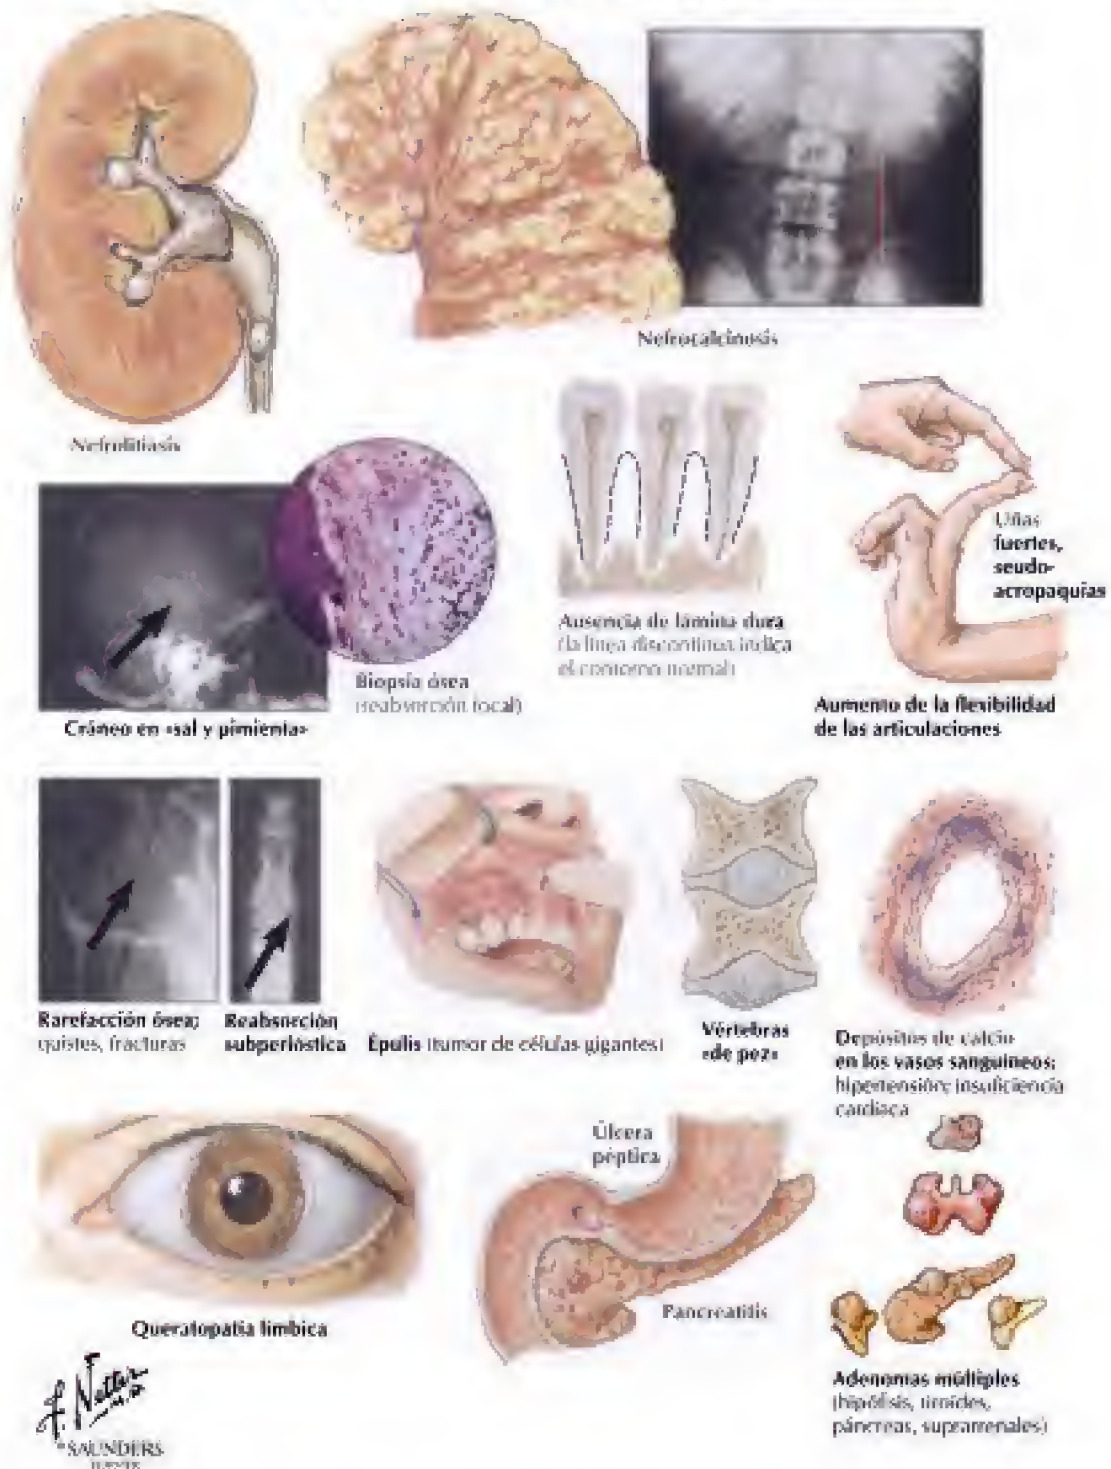 Nefrocalcinosis
Nefrolitiasis
Uñas
fuertes,
seudo-
acropaquias
Ausencia de lámina dura
(la línea discontinua indica
el contorno normal)
Biopsia ósea
(reabsorción focal)
Aumento de la flexibilidad
de las articulaciones
Cráneo en «sal y pimienta»
Rarefacción ósea;
quistes, fracturas
Reabsorción
subperióstica
Épulis (tumor de células gigantes)
Vértebras
«de pez»
Depósitos de calcio
en los vasos sanguíneos;
hipertensión; insuficiencia
cardíaca
Úlcera
péptica
Pancreatitis
Queratopatía límbica
Adenomas múltiples
(hipófisis, tiroides,
páncreas, suprarrenales)
F. Netter
M.D.
SAUNDERS